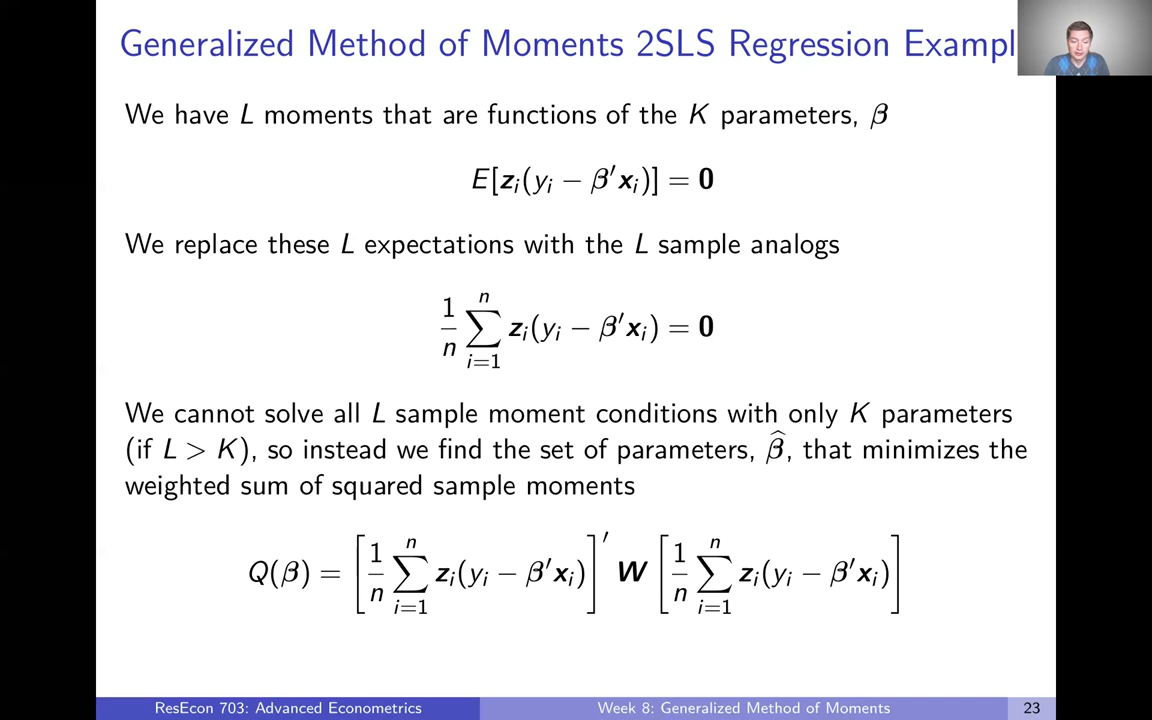 Generalized Method of Moments 2SLS Regression Exampl
We have L moments that are functions of the K parameters, β
E[zᵢ(yᵢ − β′xᵢ)] = 0
We replace these L expectations with the L sample analogs
1/n ∑ᵢ₌₁ⁿ zᵢ(yᵢ − β′xᵢ) = 0
We cannot solve all L sample moment conditions with only K parameters
(if L > K), so instead we find the set of parameters, β̂, that minimizes the
weighted sum of squared sample moments
Q(β) = [1/n ∑ᵢ₌₁ⁿ zᵢ(yᵢ − β′xᵢ)]′ W [1/n ∑ᵢ₌₁ⁿ zᵢ(yᵢ − β′xᵢ)]
ResEcon 703: Advanced Econometrics Week 8: Generalized Method of Moments 23